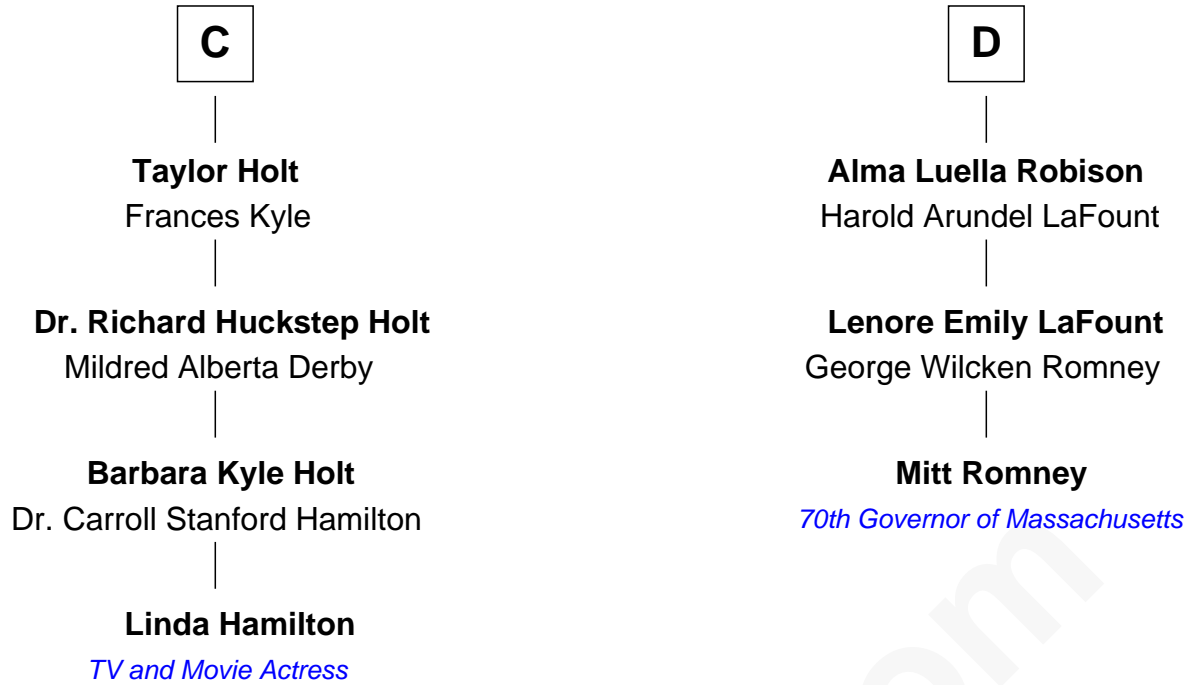 C
Taylor Holt
Frances Kyle
Dr. Richard Huckstep Holt
Mildred Alberta Derby
Barbara Kyle Holt
Dr. Carroll Stanford Hamilton
Linda Hamilton
TV and Movie Actress
D
Alma Luella Robison
Harold Arundel LaFount
Lenore Emily LaFount
George Wilcken Romney
Mitt Romney
70th Governor of Massachusetts
om